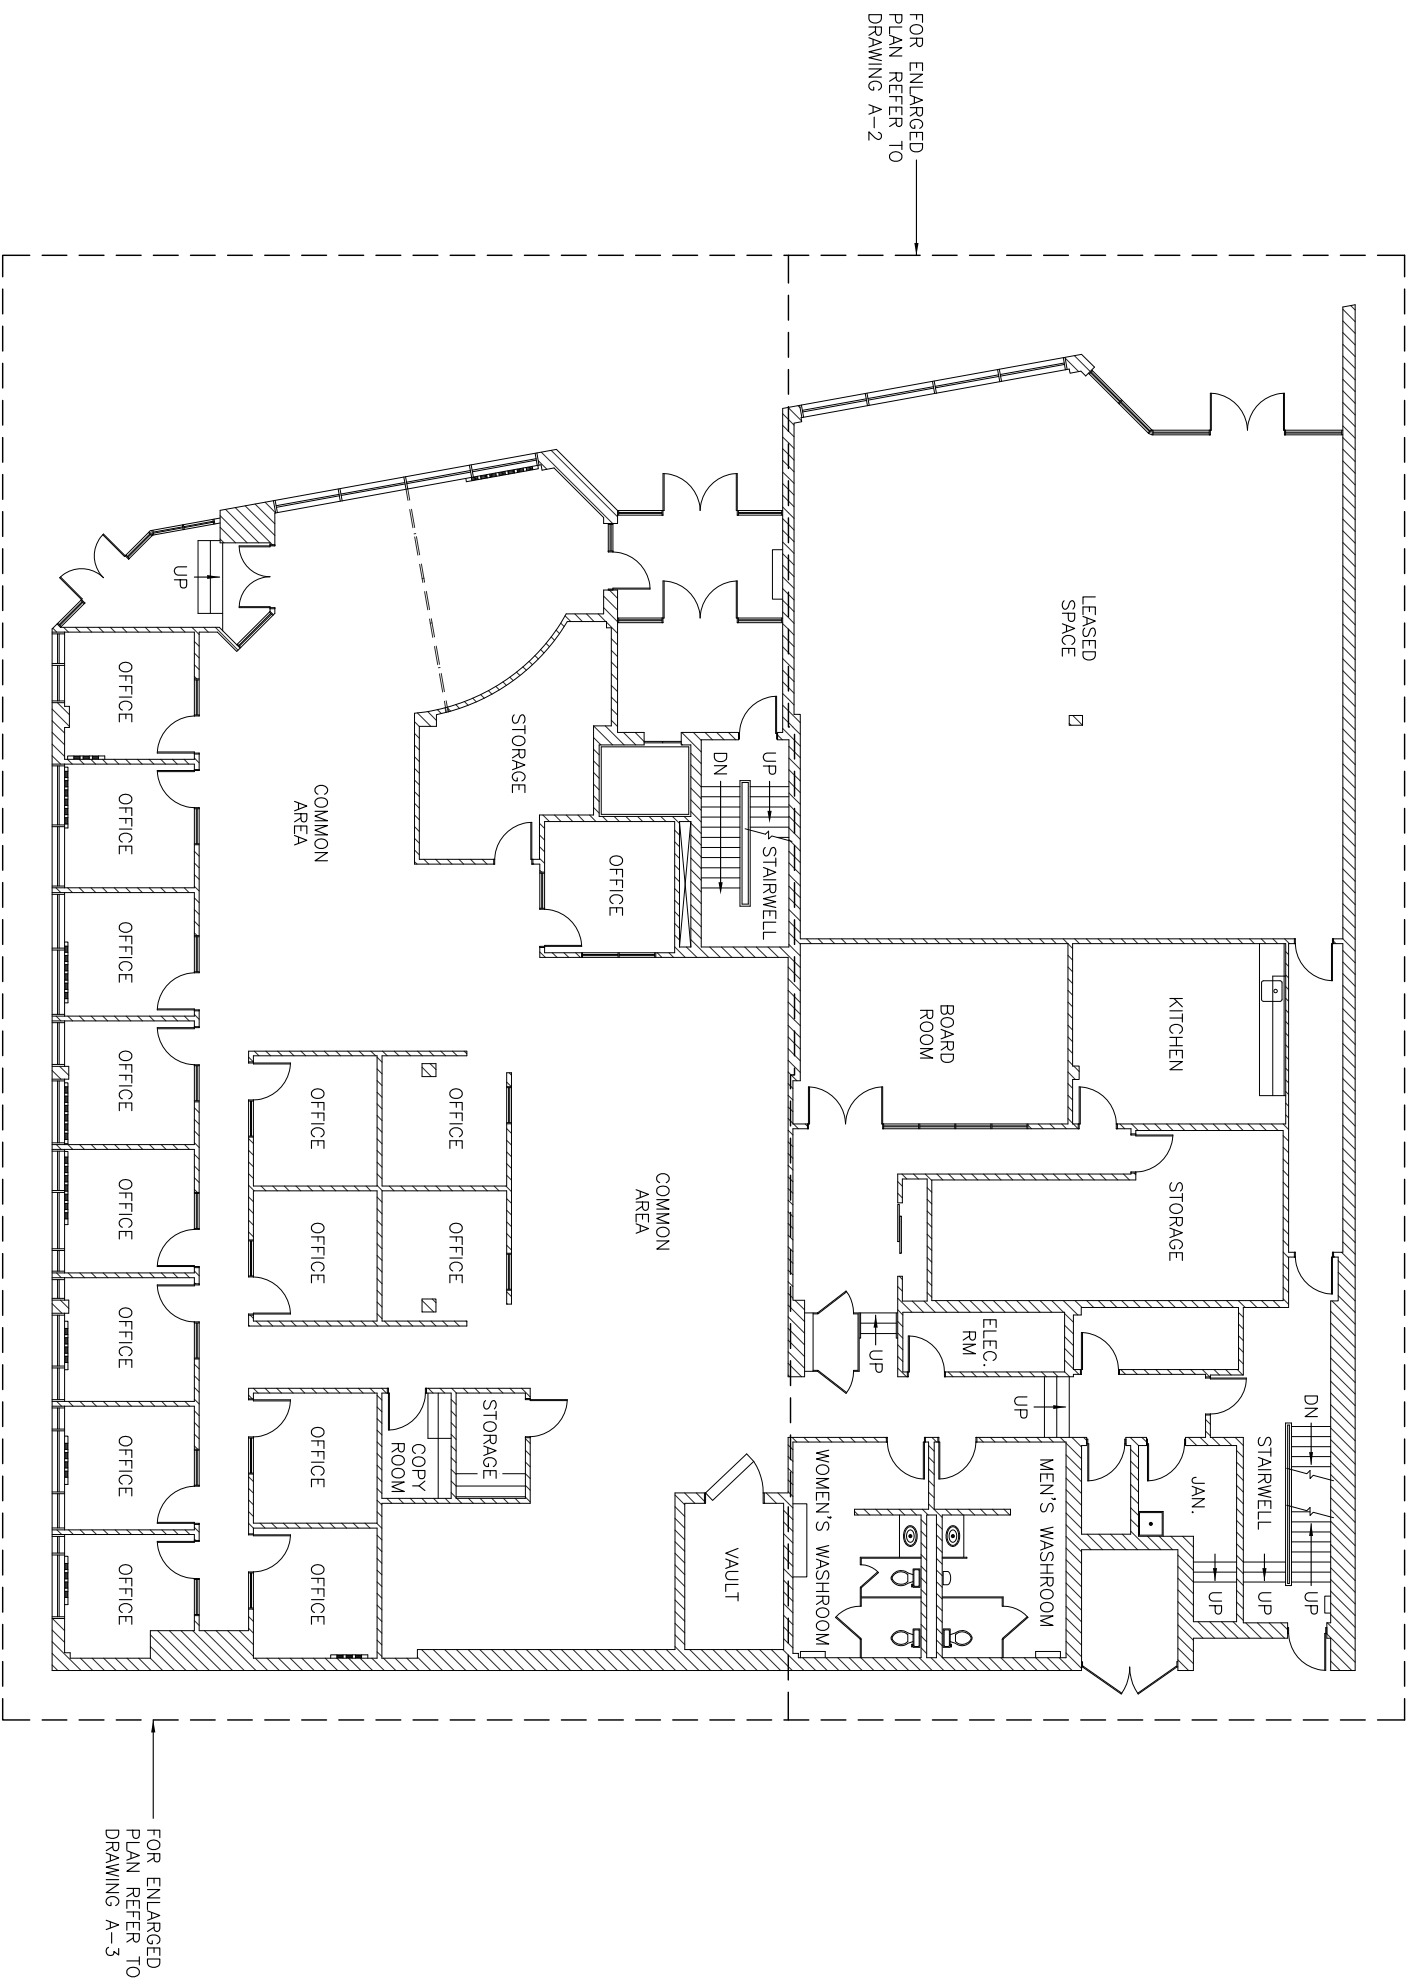 DN
UP
STAIRWELL
UP
UP
JAN.
KITCHEN
STORAGE
LEASED
SPACE
MEN'S WASHROOM
UP
ELEC.
RM
BOARD
ROOM
FOR ENLARGED
PLAN REFER TO
DRAWING A-2
UP
WOMEN'S WASHROOM
UP
STAIRWELL
DN
VAULT
COMMON
AREA
OFFICE
STORAGE
STORAGE
OFFICE
OFFICE
COPY
ROOM
COMMON
AREA
OFFICE
OFFICE
OFFICE
OFFICE
UP
OFFICE
OFFICE
OFFICE
OFFICE
OFFICE
OFFICE
OFFICE
OFFICE
FOR ENLARGED
PLAN REFER TO
DRAWING A-3